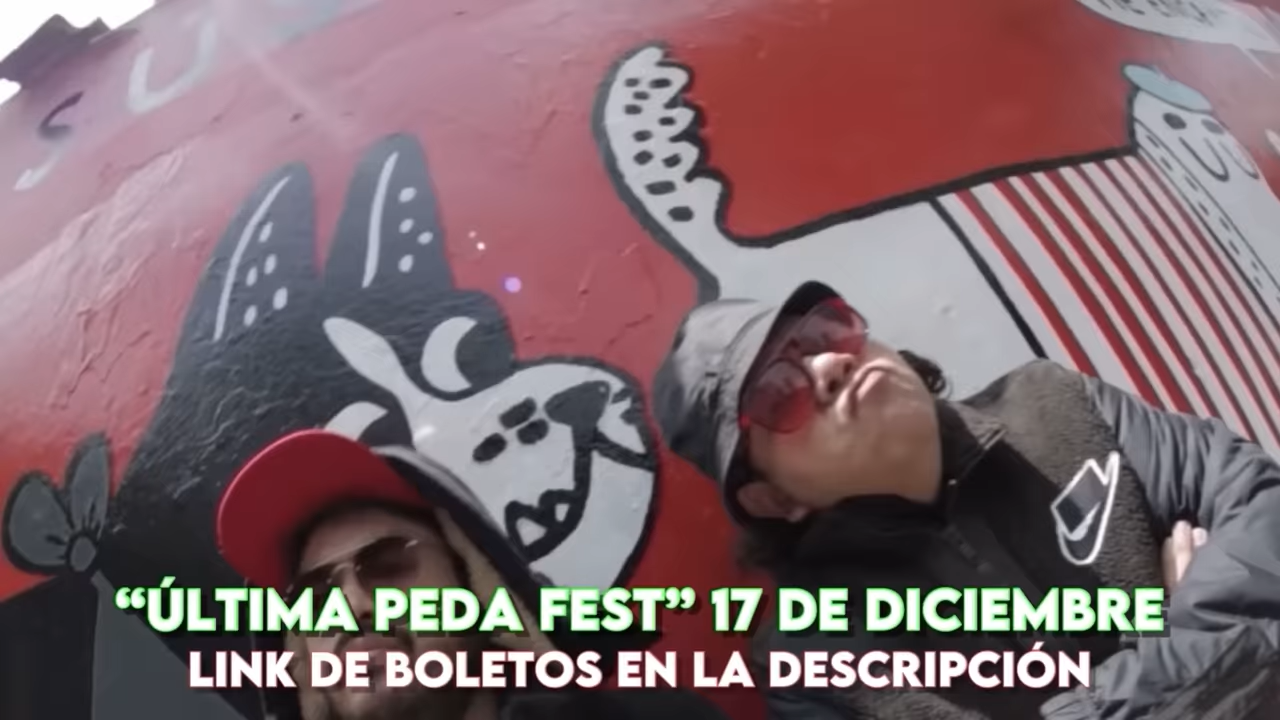 “ÚLTIMA PEDA FEST” 17 DE DICIEMBRE
LINK DE BOLETOS EN LA DESCRIPCIÓN